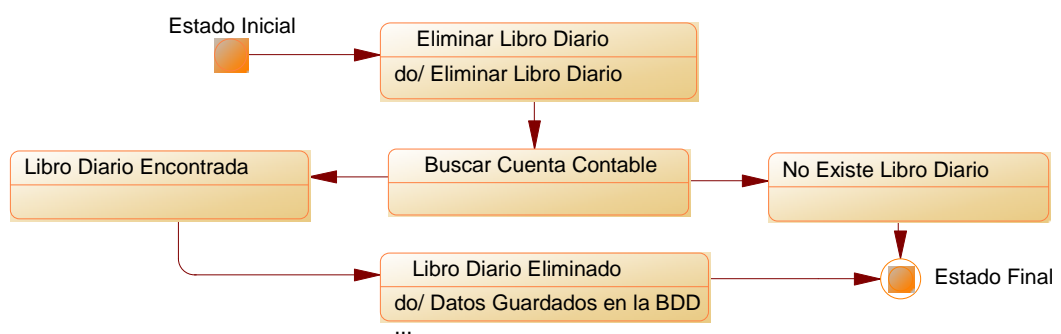 Estado Inicial
Eliminar Libro Diario
do/ Eliminar Libro Diario
Libro Diario Encontrada
Buscar Cuenta Contable
No Existe Libro Diario
Libro Diario Eliminado
do/ Datos Guardados en la BDD
...
Estado Final